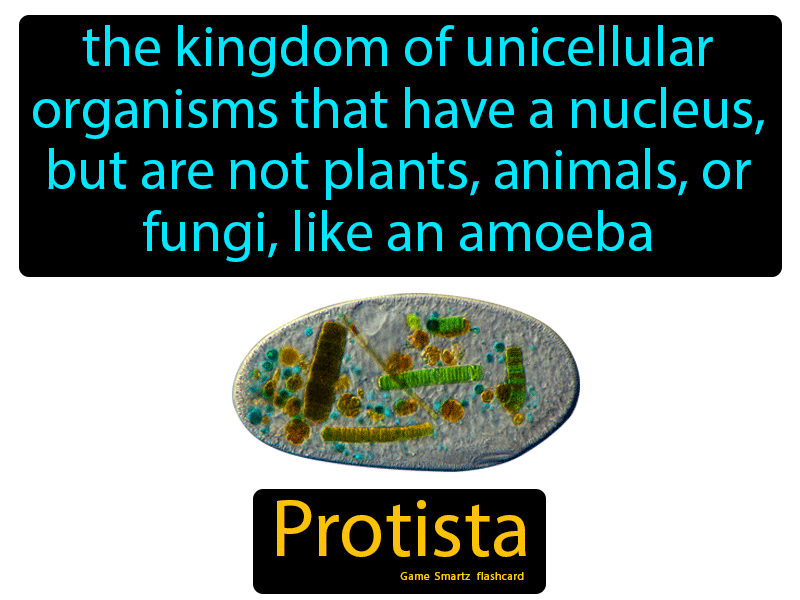 the kingdom of unicellular
organisms that have a nucleus,
but are not plants, animals, or
fungi, like an amoeba
Protista
Game Smartz flashcard